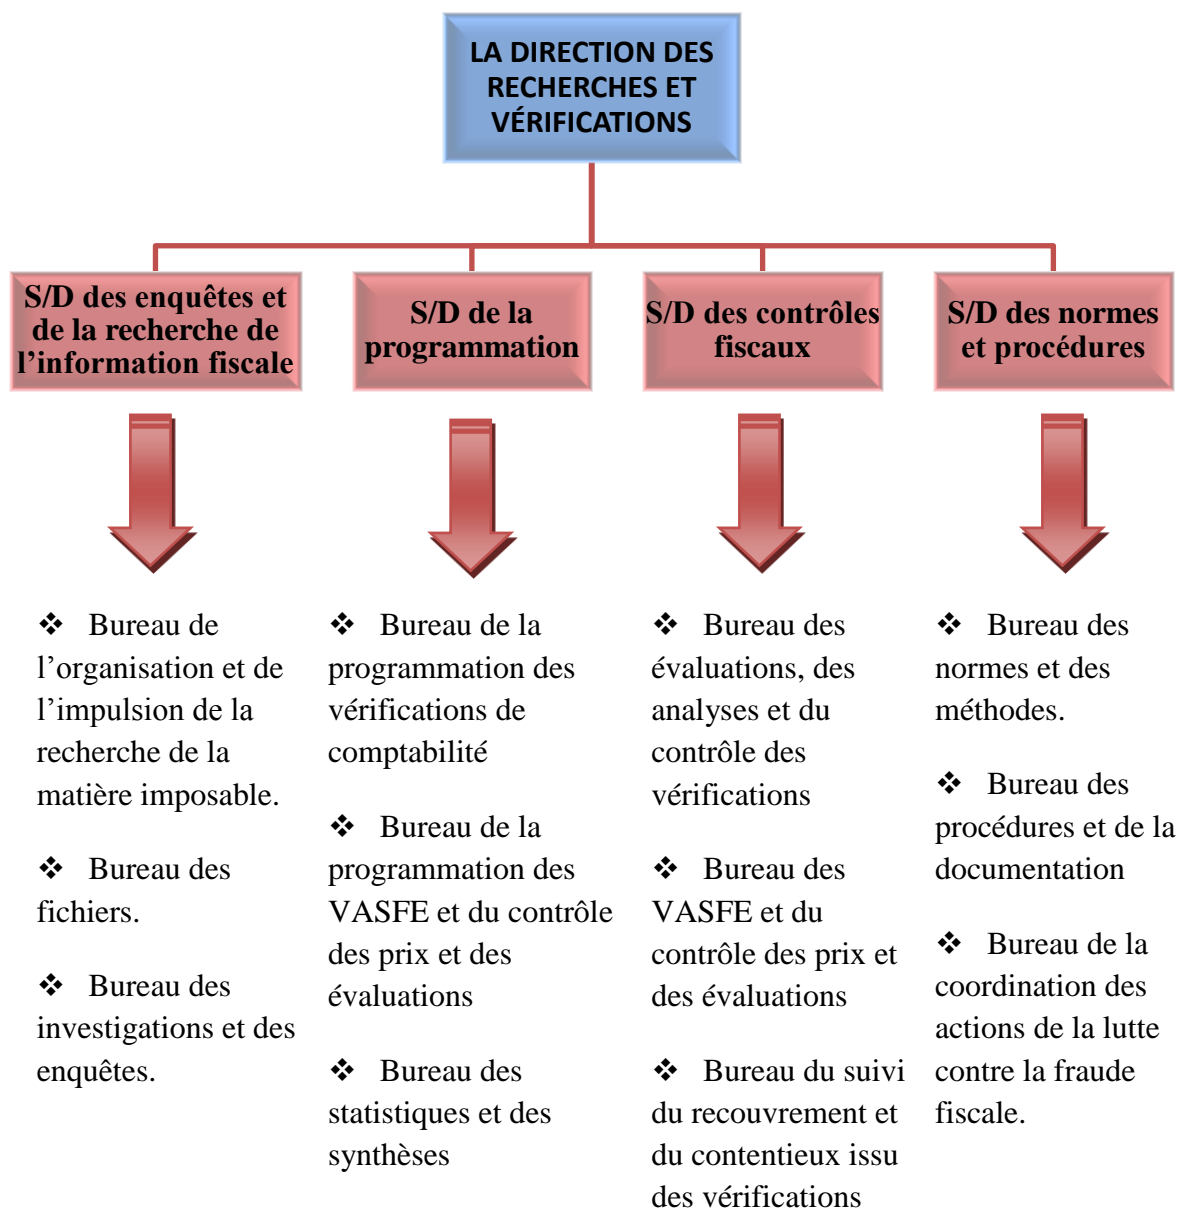 LA DIRECTION DES
RECHERCHES ET
VÉRIFICATIONS
S/D des enquêtes et
de la recherche de
l’information fiscale
S/D de la
programmation
S/D des contrôles
fiscaux
S/D des normes
et procédures
❖ Bureau de
l’organisation et de
l’impulsion de la
recherche de la
matière imposable.
❖ Bureau des
fichiers.
❖ Bureau des
investigations et des
enquêtes.
❖ Bureau de la
programmation des
vérifications de
comptabilité
❖ Bureau de la
programmation des
VASFE et du contrôle
des prix et des
évaluations
❖ Bureau des
statistiques et des
synthèses
❖ Bureau des
évaluations, des
analyses et du
contrôle des
vérifications
❖ Bureau des
VASFE et du
contrôle des prix et
des évaluations
❖ Bureau du suivi
du recouvrement et
du contentieux issu
des vérifications
❖ Bureau des
normes et des
méthodes.
❖ Bureau des
procédures et de la
documentation
❖ Bureau de la
coordination des
actions de la lutte
contre la fraude
fiscale.